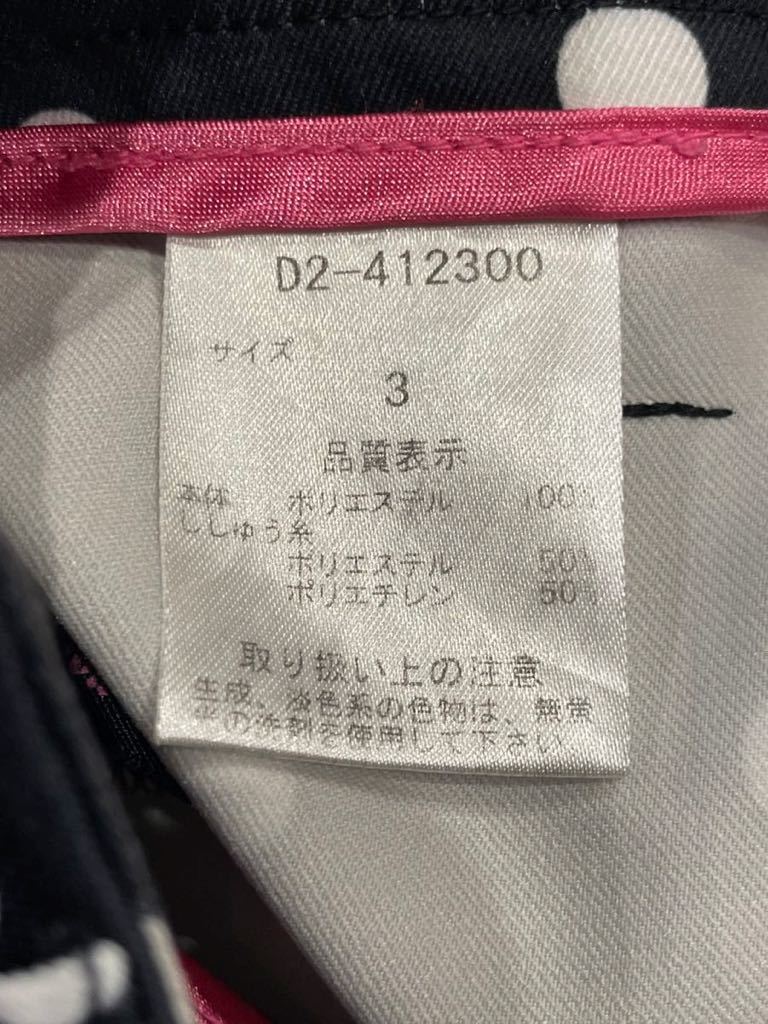 D2-412300
サイズ
3
品質表示
本体 ポリエステル 100%
ししゅう糸
ポリエステル 50%
ポリエチレン 50%
取り扱い上の注意
生成、淡色系の色物は、無蛍
光の洗剤を使用して下さい